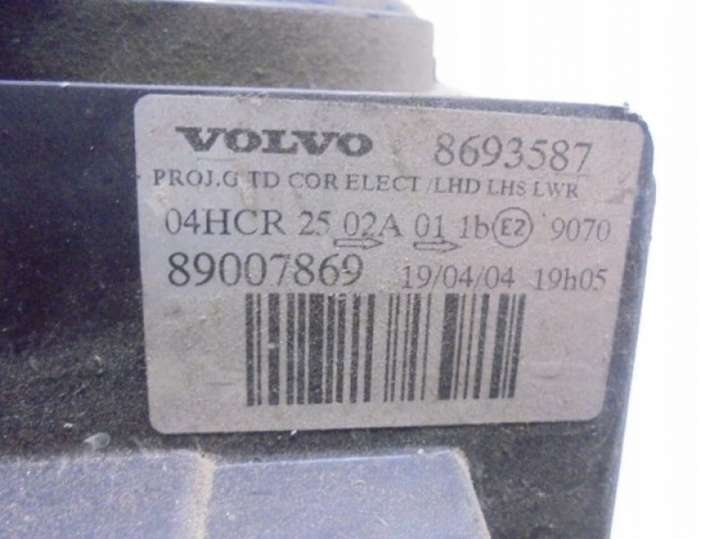 VOLVO 8693587
PROJ.G TD COR ELECT /LHD LHS LWR
04HCR 25 02A 01 1b E2 9070
89007869 19/04/04 19h05